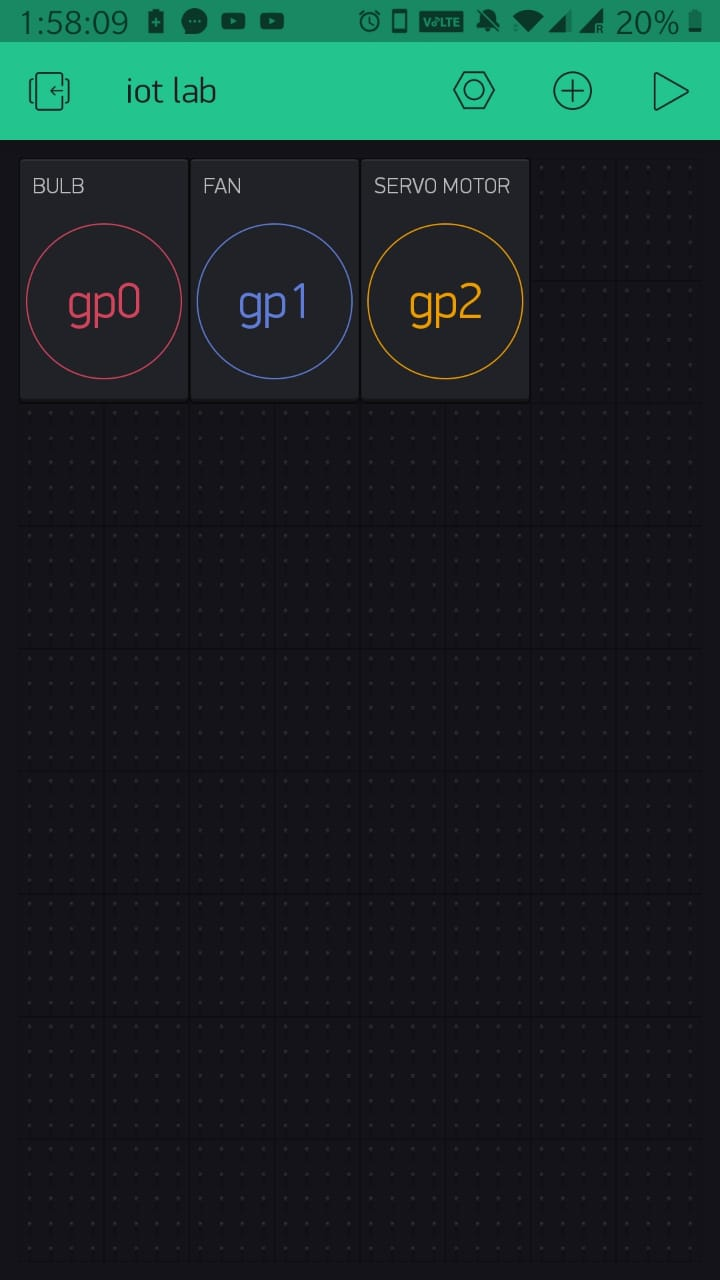 1:58:09 VoLTE R 20%
iot lab
BULB FAN SERVO MOTOR
gp0 gp1 gp2